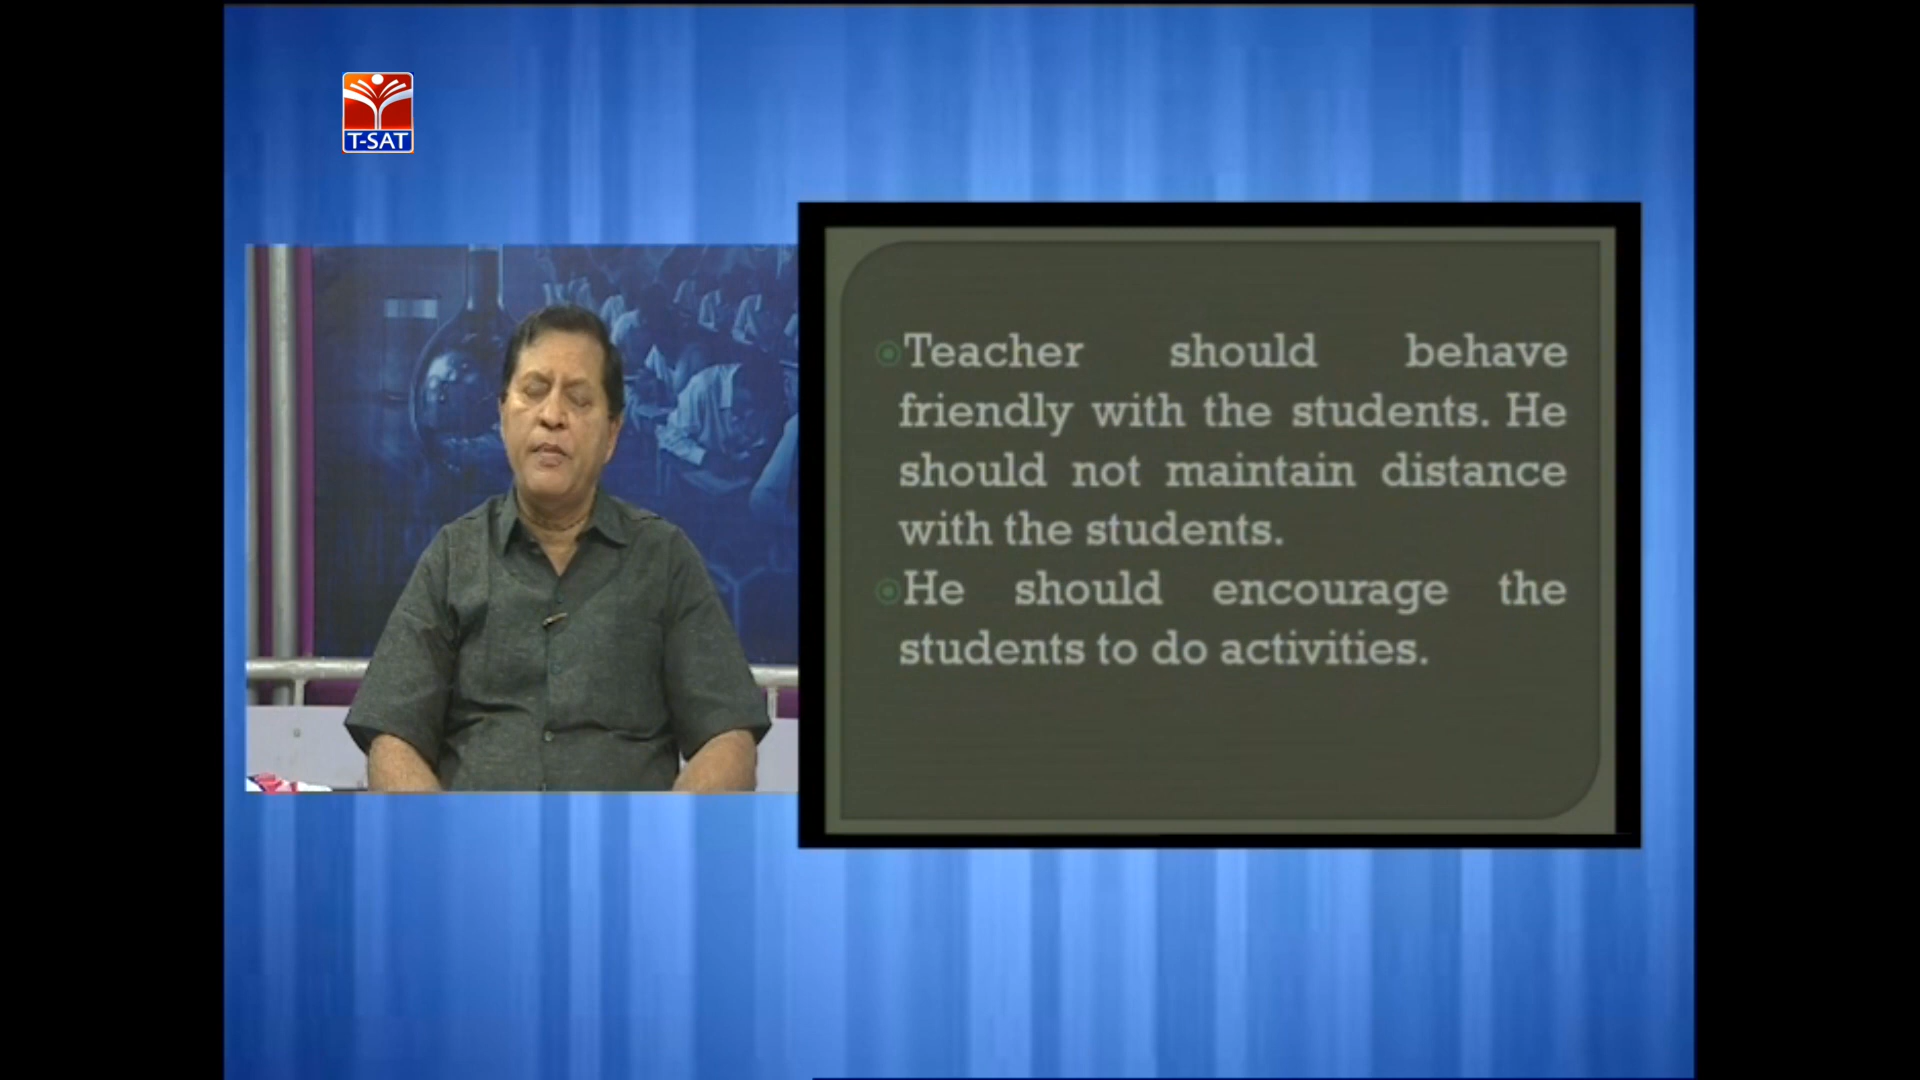 T-SAT
Teacher should behave
friendly with the students. He
should not maintain distance
with the students.
He should encourage the
students to do activities.